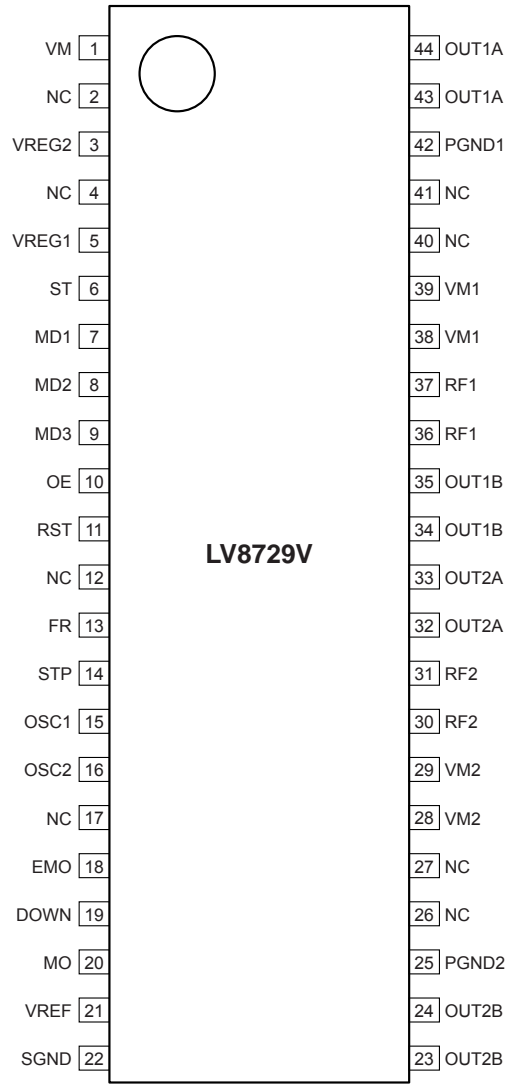 VM 1 44 OUT1A
NC 2 43 OUT1A
VREG2 3 42 PGND1
NC 4 41 NC
VREG1 5 40 NC
ST 6 39 VM1
MD1 7 38 VM1
MD2 8 37 RF1
MD3 9 36 RF1
OE 10 35 OUT1B
RST 11 34 OUT1B
LV8729V
NC 12 33 OUT2A
FR 13 32 OUT2A
STP 14 31 RF2
OSC1 15 30 RF2
OSC2 16 29 VM2
NC 17 28 VM2
EMO 18 27 NC
DOWN 19 26 NC
MO 20 25 PGND2
VREF 21 24 OUT2B
SGND 22 23 OUT2B